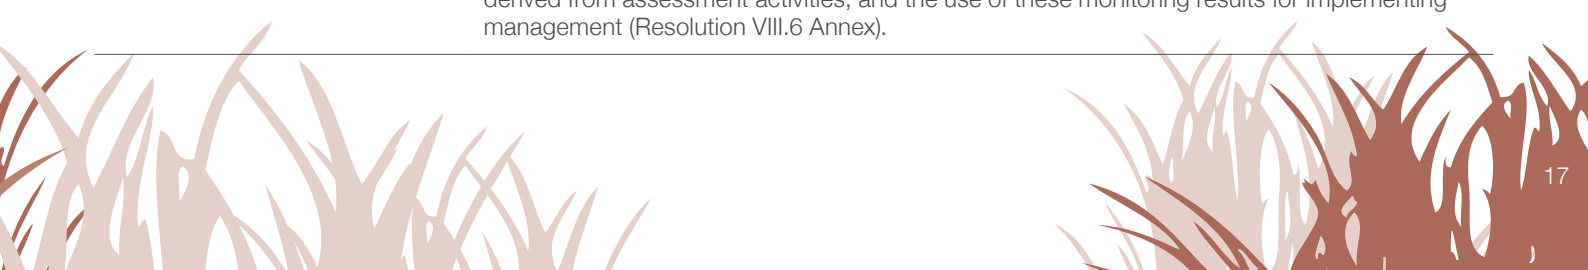 derived from assessment activities, and the use of these monitoring results for implementing
management (Resolution VIII.6 Annex).
17